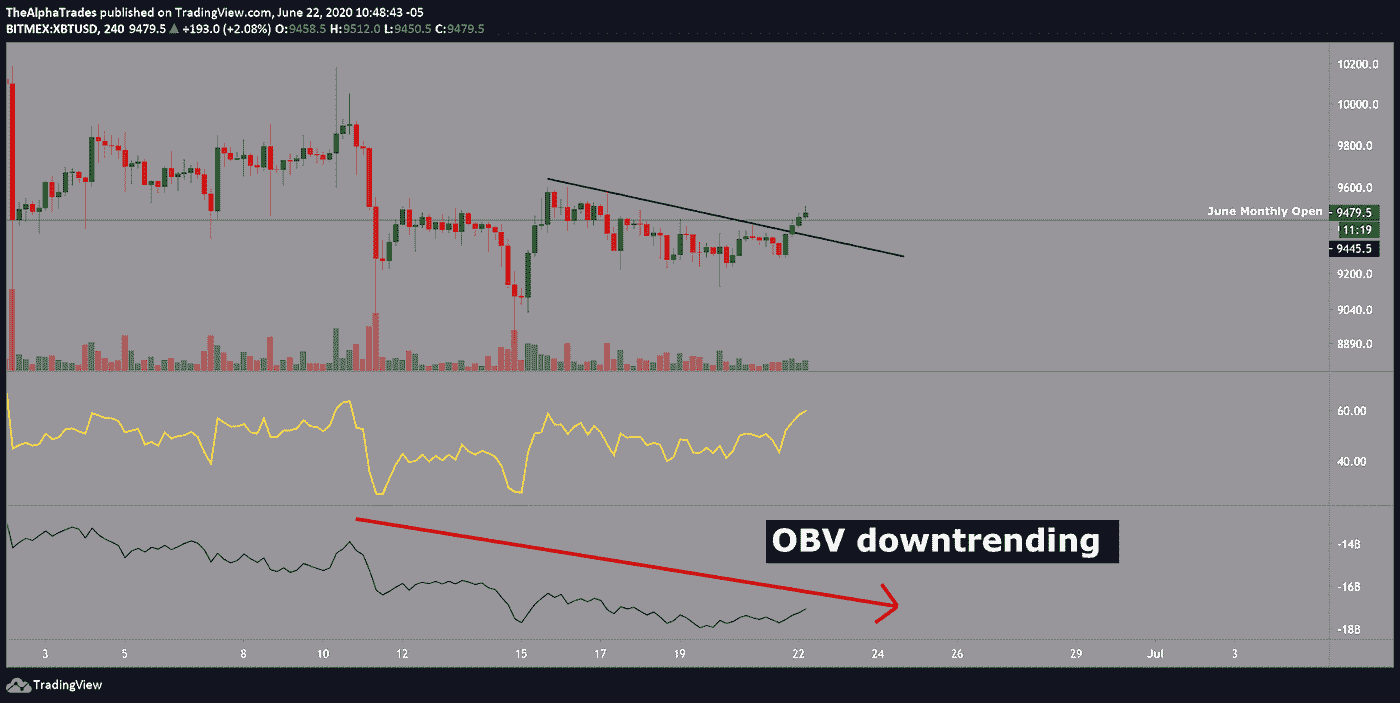 TheAlphaTrades published on TradingView.com, June 22, 2020 10:48:43 -05
BITMEX:XBTUSD, 240 9479.5 ▲ +193.0 (+2.08%) O:9458.5 H:9512.0 L:9450.5 C:9479.5
10200.0
10000.0
9800.0
9600.0
June Monthly Open
9479.5
11:19
9445.5
9200.0
9040.0
8890.0
60.00
40.00
OBV downtrending
-14B
-16B
-18B
3 5 8 10 12 15 17 19 22 24 26 29 Jul 3
TradingView